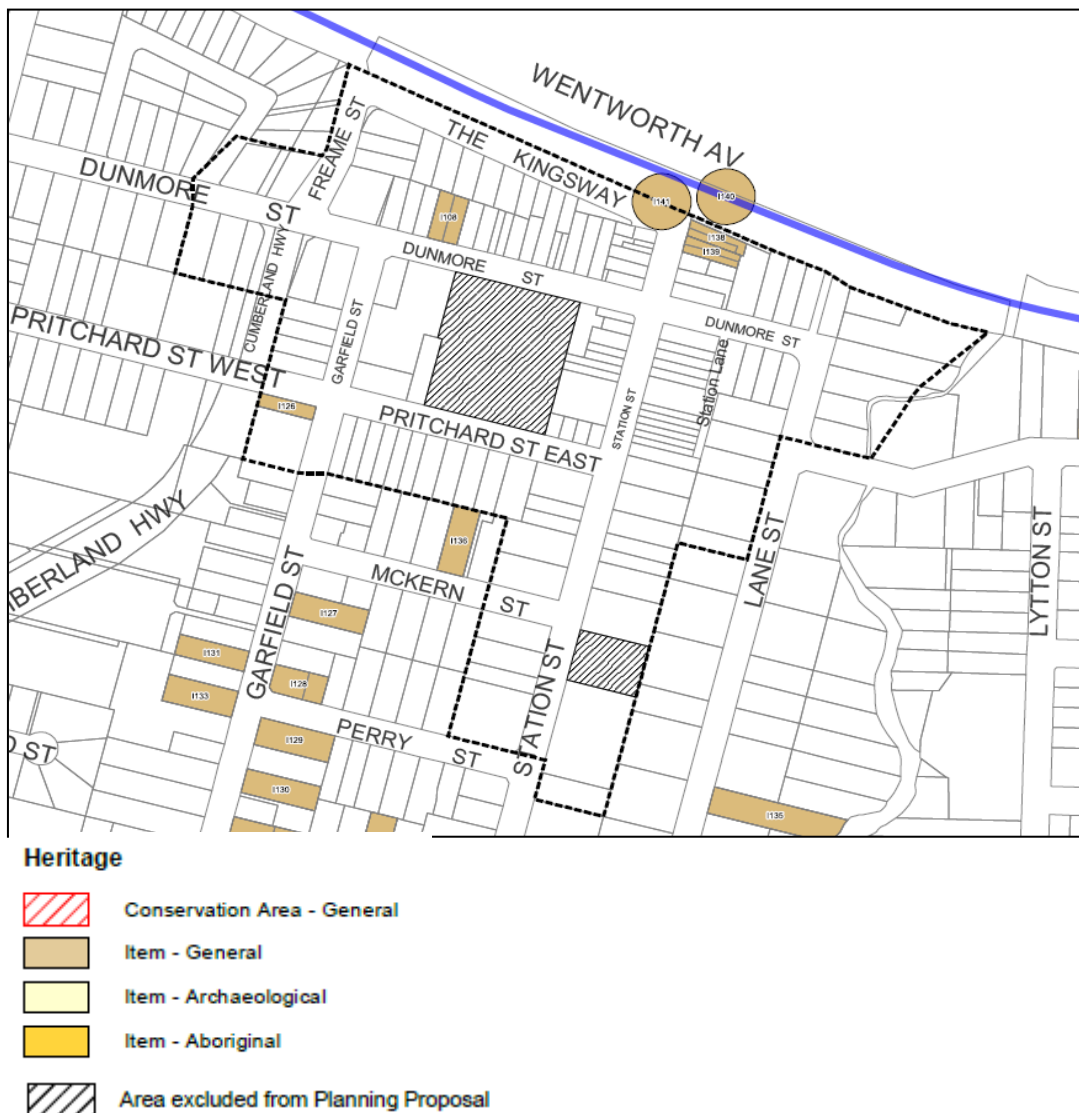 WENTWORTH AV
THE KINGSWAY
FREAME ST
DUNMORE ST
I141
I140
I108
I138
I139
DUNMORE ST
CUMBERLAND HWY
GARFIELD ST
DUNMORE ST
Station Lane
PRITCHARD ST WEST
STATION ST
I126
PRITCHARD ST EAST
MBERLAND HWY
I136
LANE ST
LYTTON ST
MCKERN ST
GARFIELD ST
I127
I131
I128
I133
STATION ST
PERRY ST
I129
D ST
I130
I135
Heritage
Conservation Area - General
Item - General
Item - Archaeological
Item - Aboriginal
Area excluded from Planning Proposal